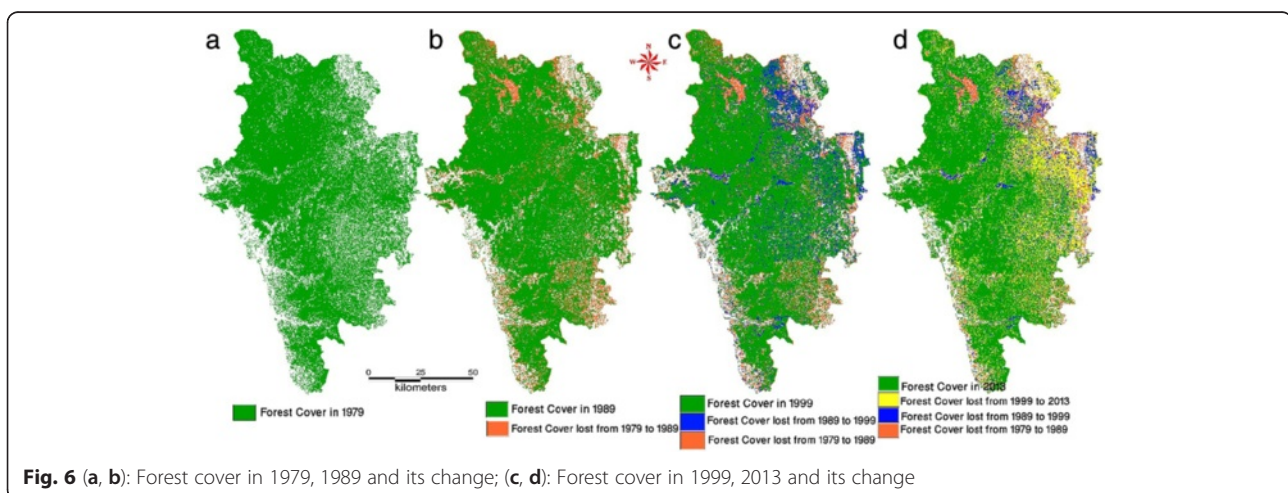 a
b
c
d
N
W E
S
0 25 50
kilometers
Forest Cover in 1979
Forest Cover in 1989
Forest Cover lost from 1979 to 1989
Forest Cover in 1999
Forest Cover lost from 1989 to 1999
Forest Cover lost from 1979 to 1989
Forest Cover in 2013
Forest Cover lost from 1999 to 2013
Forest Cover lost from 1989 to 1999
Forest Cover lost from 1979 to 1989
Fig. 6 (a, b): Forest cover in 1979, 1989 and its change; (c, d): Forest cover in 1999, 2013 and its change